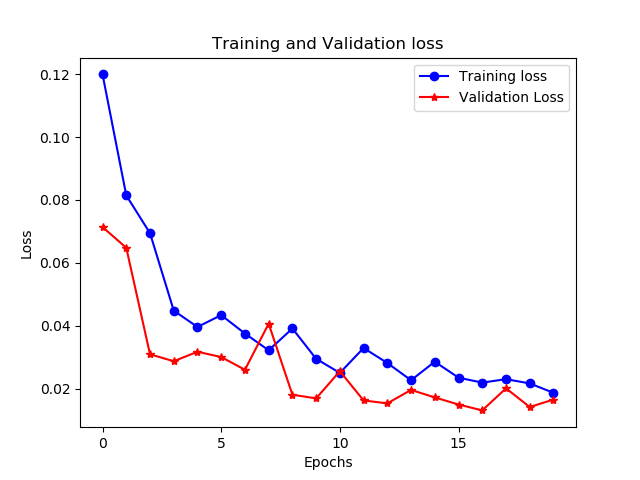 Training and Validation loss
Training loss
Validation Loss
0.12
0.10
0.08
0.06
0.04
0.02
Loss
0
5
10
15
Epochs